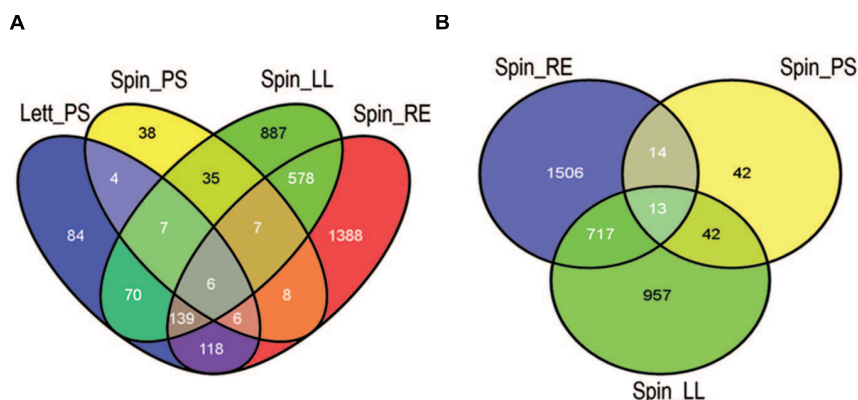 A
B
Spin_PS
Spin_LL
Lett_PS
Spin_RE
38
887
4
35
578
84
7
7
1388
70
6
8
139
6
118
Spin_RE
Spin_PS
14
1506
42
13
717
42
957
Spin_LL